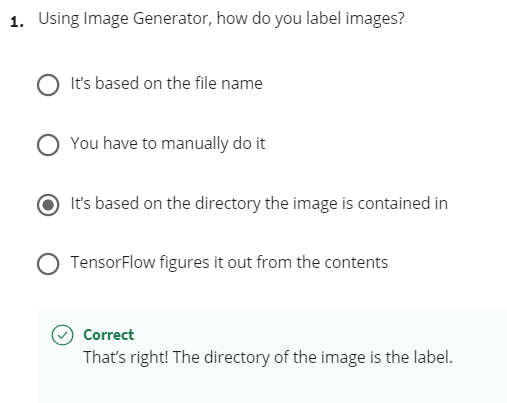 1. Using Image Generator, how do you label images?
It's based on the file name
You have to manually do it
It's based on the directory the image is contained in
TensorFlow figures it out from the contents
Correct
That's right! The directory of the image is the label.